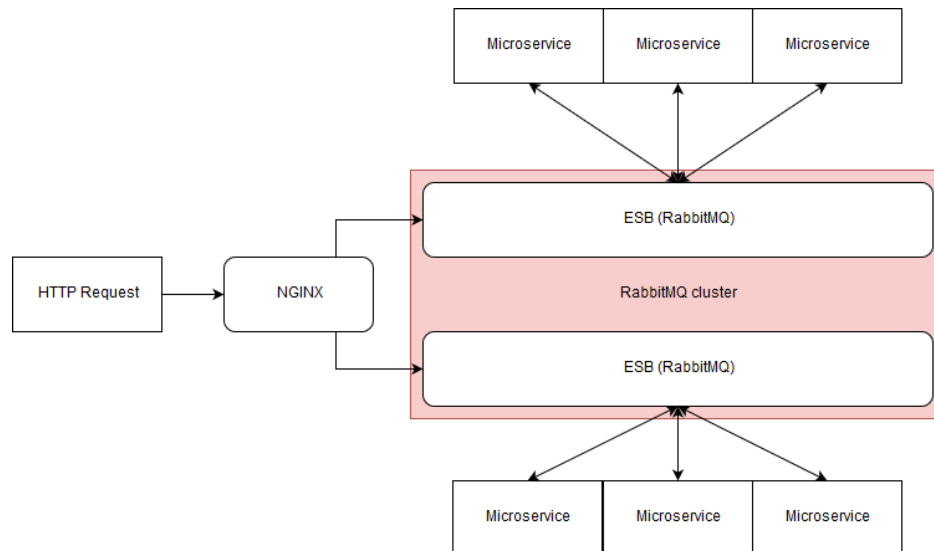 Microservice
Microservice
Microservice
ESB (RabbitMQ)
HTTP Request
NGINX
RabbitMQ cluster
ESB (RabbitMQ)
Microservice
Microservice
Microservice